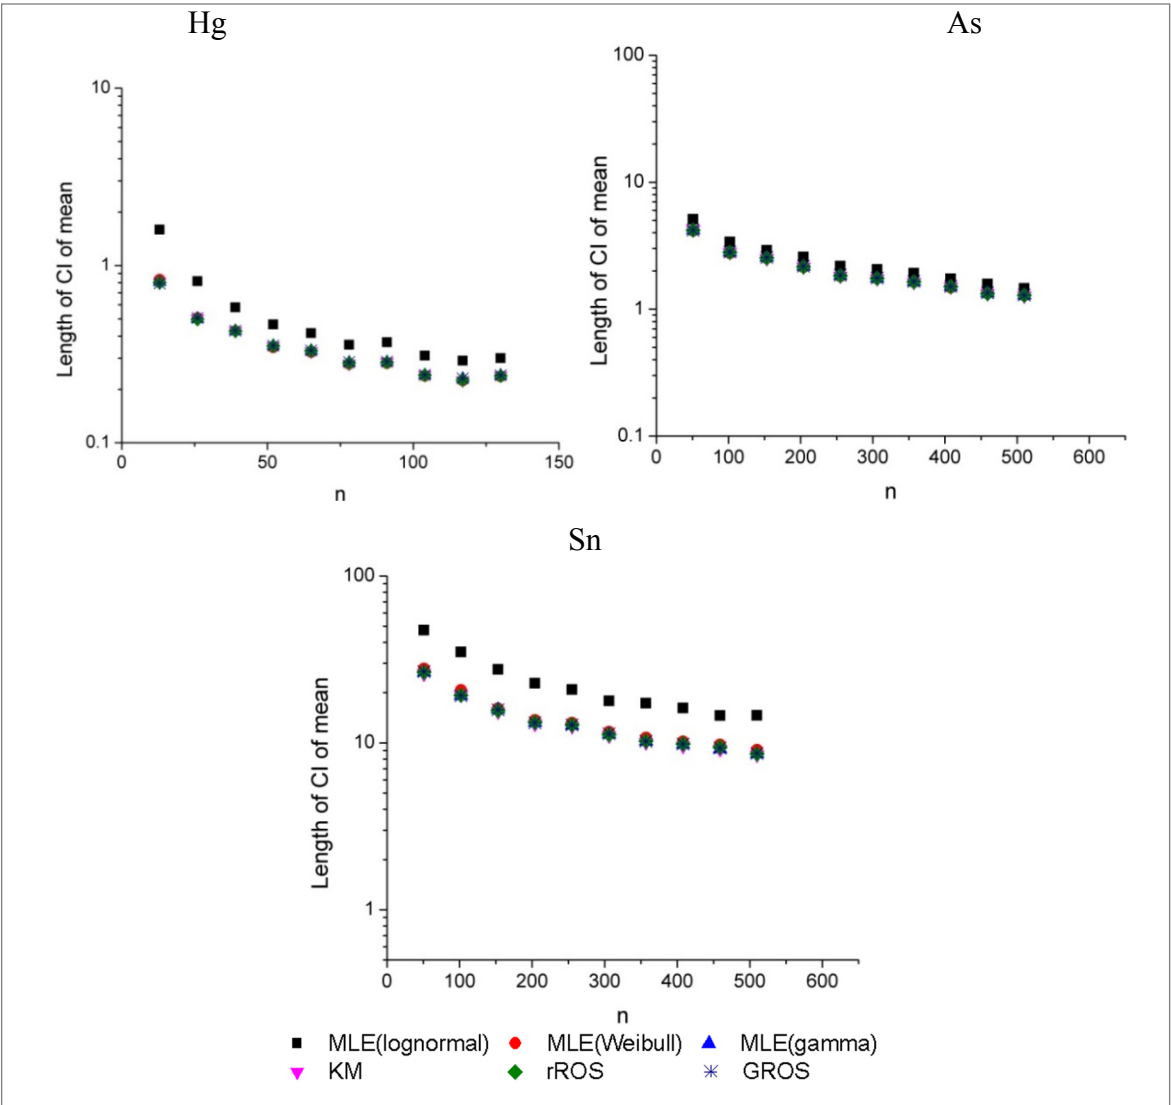 Hg
As
10
1
0.1
Length of CI of mean
0
50
100
150
n
100
10
1
0.1
Length of CI of mean
0
100
200
300
400
500
600
n
Sn
100
10
1
Length of CI of mean
0
100
200
300
400
500
600
n
MLE(lognormal) MLE(Weibull) MLE(gamma)
KM rROS GROS